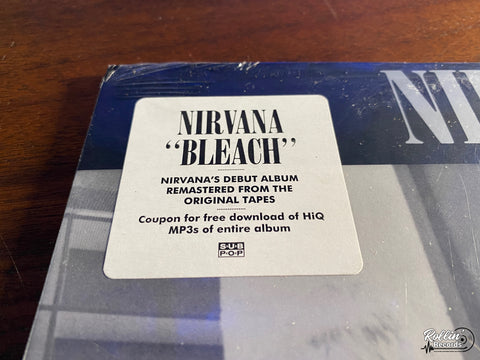 NIRVANA
"BLEACH"
NIRVANA'S DEBUT ALBUM
REMASTERED FROM THE
ORIGINAL TAPES
Coupon for free download of HiQ
MP3s of entire album
SUB
POP
NI
Rollin'
Records